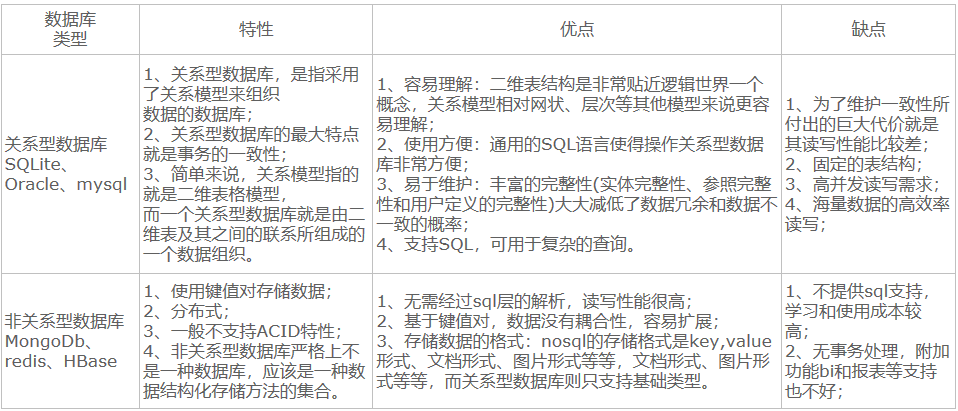 数据库
类型
特性
优点
缺点
关系型数据库
SQLite、
Oracle、mysql
1、关系型数据库，是指采用
了关系模型来组织
数据的数据库；
2、关系型数据库的最大特点
就是事务的一致性；
3、简单来说，关系模型指的
就是二维表格模型，
而一个关系型数据库就是由二
维表及其之间的联系所组成的
一个数据组织。
1、容易理解：二维表结构是非常贴近逻辑世界一个
概念，关系模型相对网状、层次等其他模型来说更容
易理解；
2、使用方便：通用的SQL语言使得操作关系型数据
库非常方便；
3、易于维护：丰富的完整性(实体完整性、参照完整
性和用户定义的完整性)大大减低了数据冗余和数据不
一致的概率；
4、支持SQL，可用于复杂的查询。
1、为了维护一致性所
付出的巨大代价就是
其读写性能比较差；
2、固定的表结构；
3、高并发读写需求；
4、海量数据的高效率
读写；
非关系型数据库
MongoDb、
redis、HBase
1、使用键值对存储数据；
2、分布式；
3、一般不支持ACID特性；
4、非关系型数据库严格上不
是一种数据库，应该是一种数
据结构化存储方法的集合。
1、无需经过sql层的解析，读写性能很高；
2、基于键值对，数据没有耦合性，容易扩展；
3、存储数据的格式：nosql的存储格式是key,value
形式、文档形式、图片形式等等，文档形式、图片形
式等等，而关系型数据库则只支持基础类型。
1、不提供sql支持，
学习和使用成本较
高；
2、无事务处理，附加
功能bi和报表等支持
也不好；